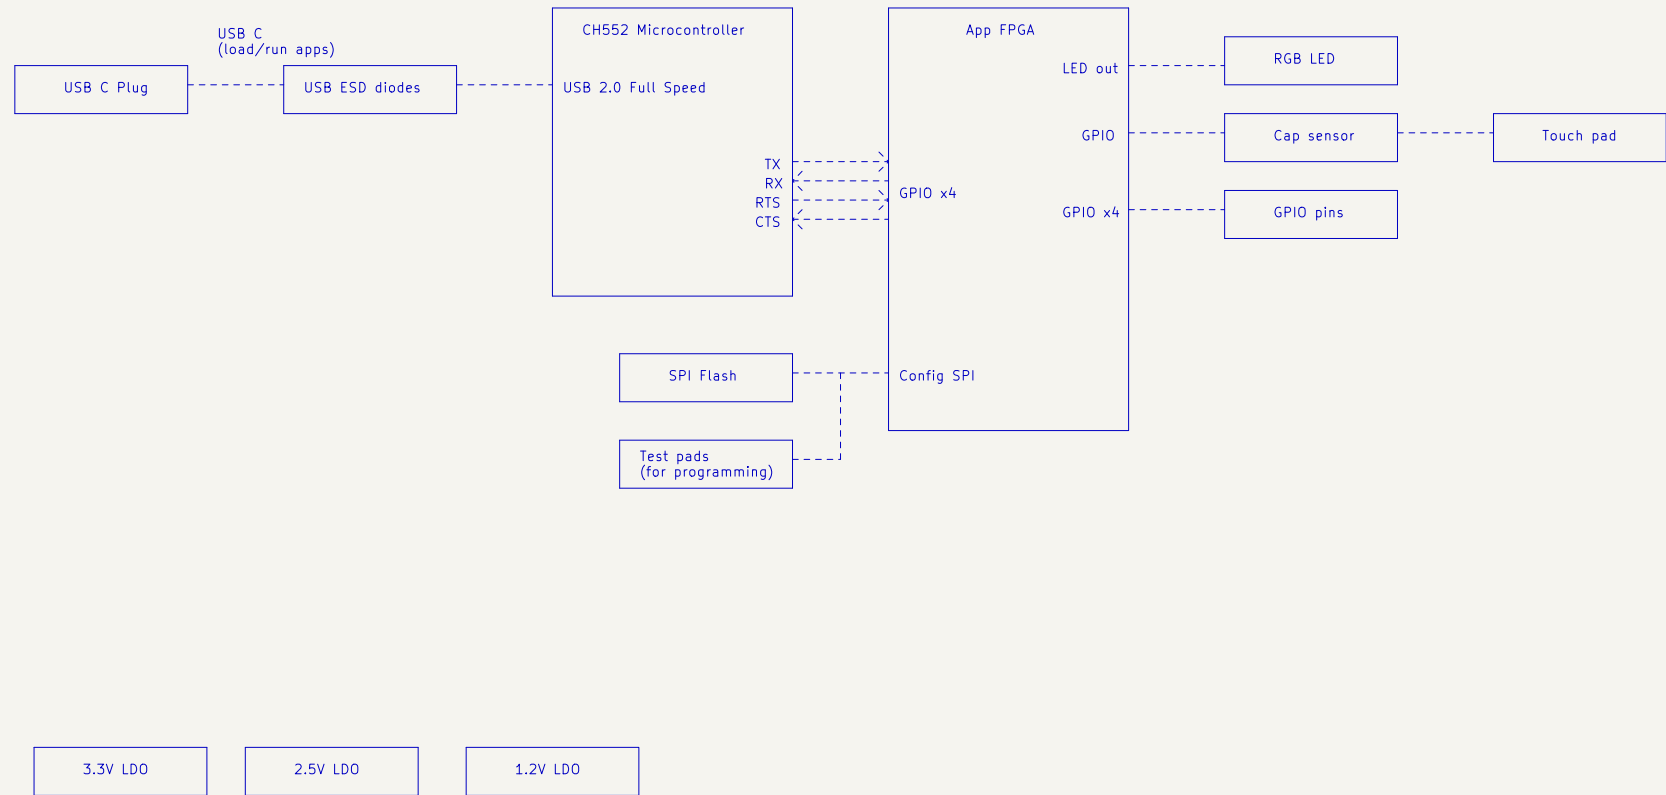 CH552 Microcontroller
App FPGA
USB C
(load/run apps)
RGB LED
LED out
USB C Plug
USB ESD diodes
USB 2.0 Full Speed
GPIO
Cap sensor
Touch pad
TX
RX
RTS
CTS
GPIO x4
GPIO x4
GPIO pins
SPI Flash
Config SPI
Test pads
(for programming)
3.3V LDO
2.5V LDO
1.2V LDO